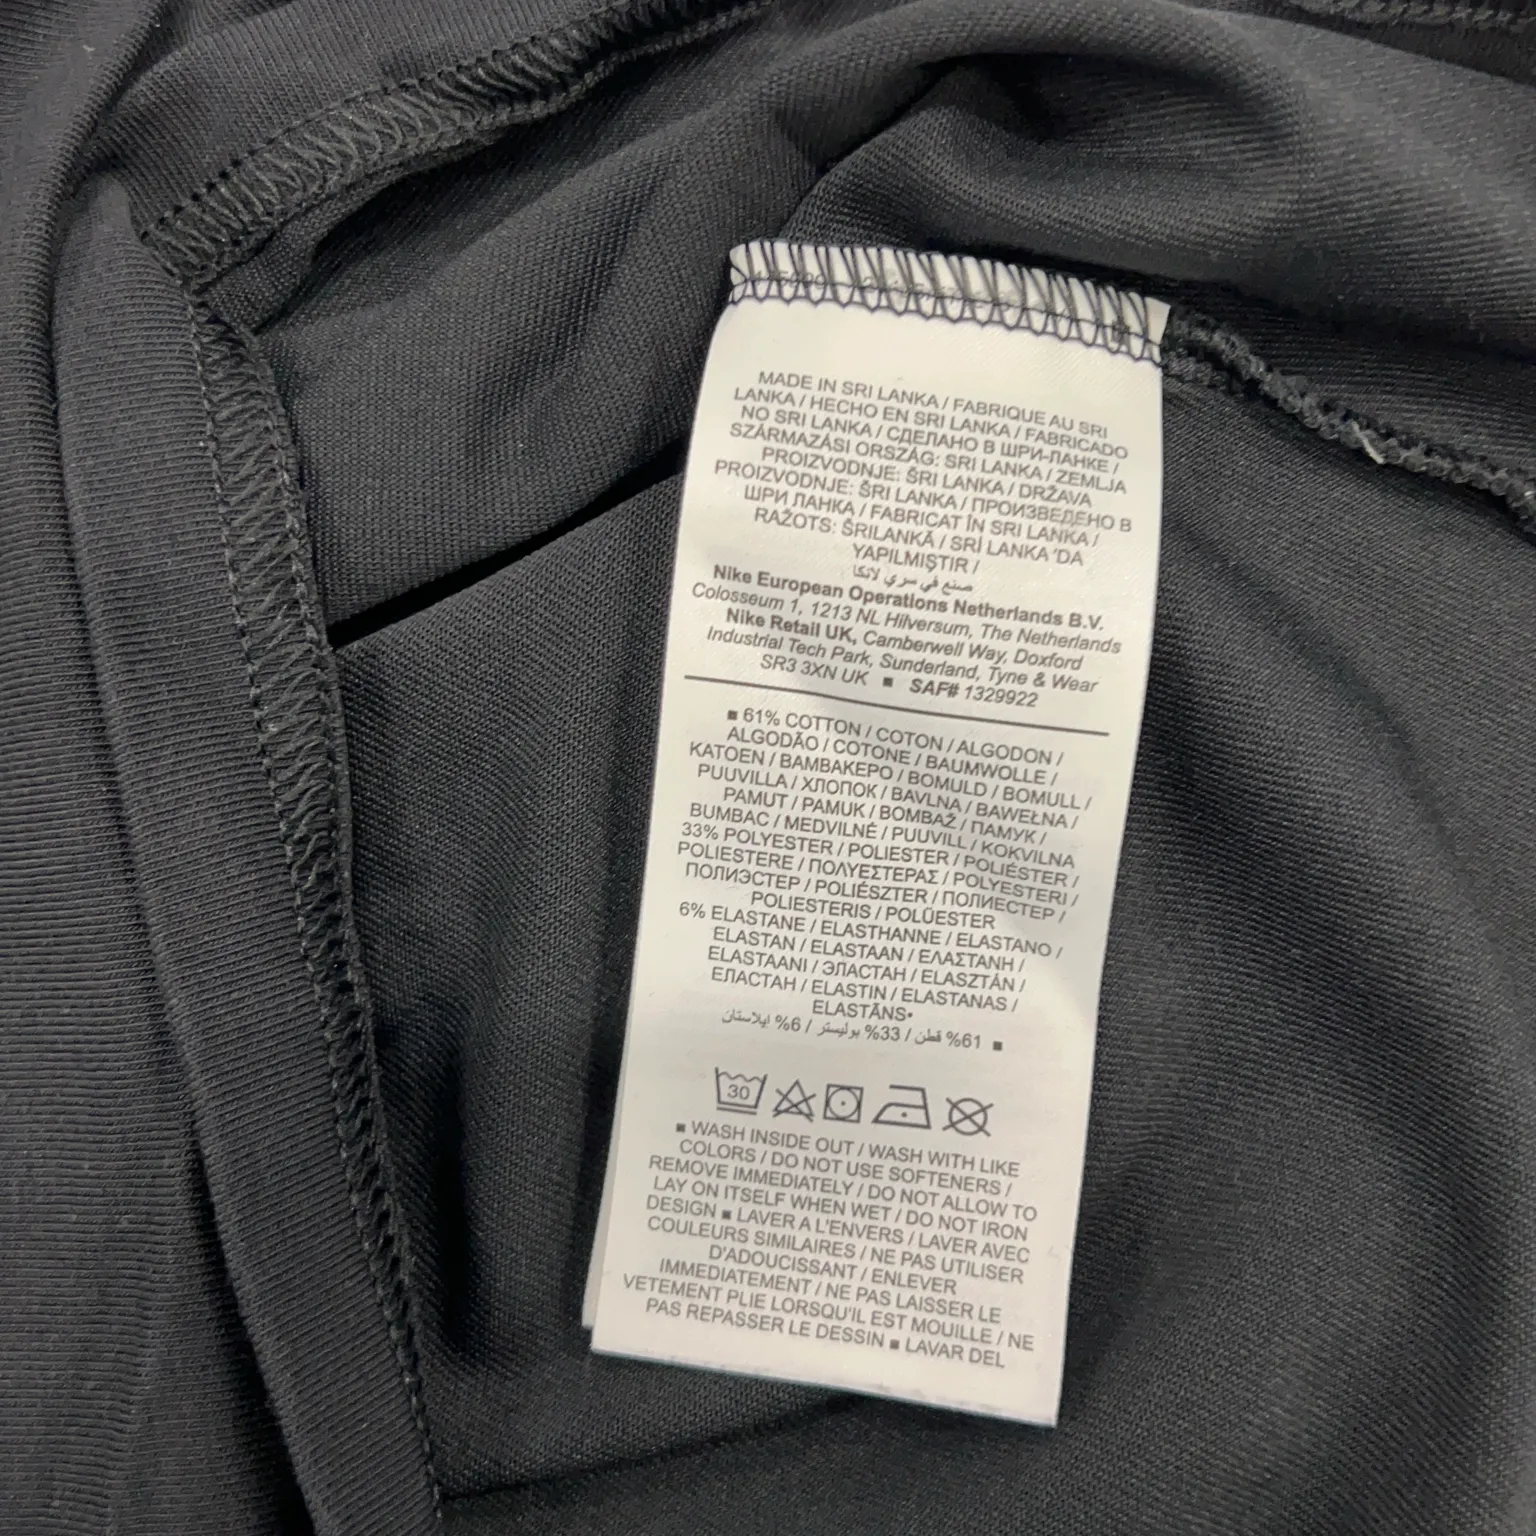 MADE IN SRI LANKA / FABRIQUE AU SRI
LANKA / HECHO EN SRI LANKA / FABRICADO
NO SRI LANKA / СДЕЛАНО В ШРИ-ЛАНКЕ /
SZÁRMAZÁSI ORSZÁG: SRI LANKA / ZEMLJA
PROIZVODNJE: ŠRI LANKA / DRŽAVA
PROIZVODNJE: ŠRI LANKA / ПРОИЗВЕДЕНО В
ШРИ ЛАНКА / FABRICAT ÎN SRI LANKA /
RAŽOTS: ŠRILANKĀ / SRİ LANKA 'DA
YAPILMIŞTIR /
صنع في سري لانكا
Nike European Operations Netherlands B.V.
Colosseum 1, 1213 NL Hilversum, The Netherlands
Nike Retail UK, Camberwell Way, Doxford
Industrial Tech Park, Sunderland, Tyne & Wear
SR3 3XN UK ■ SAF# 1329922
■ 61% COTTON / COTON / ALGODON /
ALGODÃO / COTONE / BAUMWOLLE /
KATOEN / ΒΑΜΒΑΚΕΡΟ / BOMULD / BOMULL /
PUUVILLA / ХЛОПОК / BAVLNA / BAWEŁNA /
PAMUT / PAMUK / BOMBAŽ / ПАМУК /
BUMBAC / MEDVILNĖ / PUUVILL / KOKVILNA
33% POLYESTER / POLIESTER / POLIÉSTER /
POLIESTERE / ΠΟΛΥΕΣΤΕΡΑΣ / POLYESTERI /
ПОЛИЭСТЕР / POLIÉSZTER / ПОЛИЕСТЕР /
POLIESTERIS / POLÜESTER
6% ELASTANE / ELASTHANNE / ELASTANO /
ELASTAN / ELASTAAN / ΕΛΑΣΤΑΝΗ /
ELASTAANI / ЭЛАСТАН / ELASZTÁN /
ЕЛАСТАН / ELASTIN / ELASTANAS /
ELASTĀNS•
■ 61% قطن / 33% بوليستر / 6% ايلاستان
30
■ WASH INSIDE OUT / WASH WITH LIKE
COLORS / DO NOT USE SOFTENERS /
REMOVE IMMEDIATELY / DO NOT ALLOW TO
LAY ON ITSELF WHEN WET / DO NOT IRON
DESIGN ■ LAVER A L'ENVERS / LAVER AVEC
COULEURS SIMILAIRES / NE PAS UTILISER
D'ADOUCISSANT / ENLEVER
IMMEDIATEMENT / NE PAS LAISSER LE
VETEMENT PLIE LORSQU'IL EST MOUILLE / NE
PAS REPASSER LE DESSIN ■ LAVAR DEL